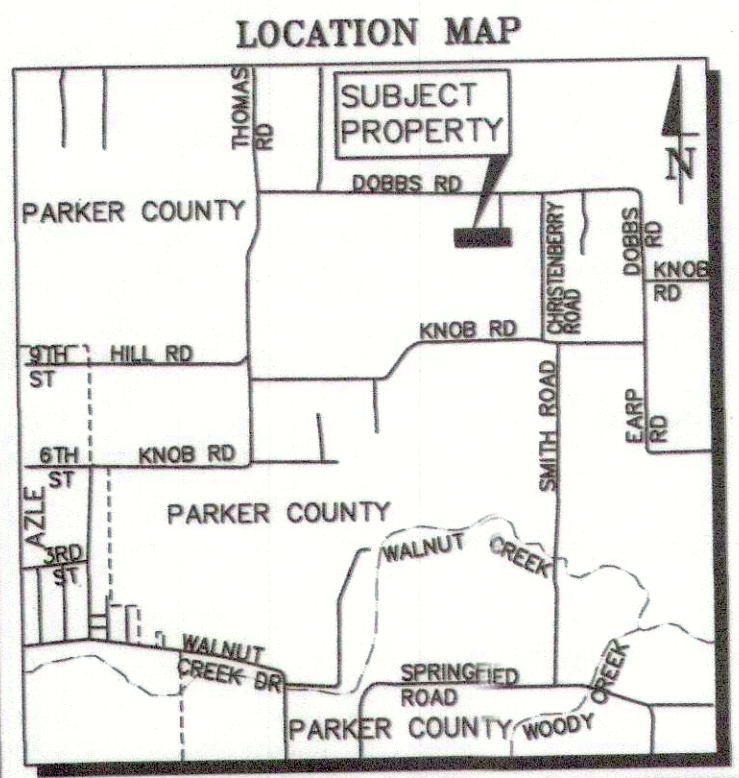 LOCATION MAP
THOMAS
RD
SUBJECT
PROPERTY
N
DOBBS RD
PARKER COUNTY
CHRISTENBERRY
ROAD
DOBBS
RD
KNOB
RD
KNOB RD
9TH
ST
HILL RD
SMITH ROAD
EARP
RD
6TH
ST
KNOB RD
AZLE
PARKER COUNTY
3RD
ST
WALNUT
CREEK
WALNUT
CREEK DR
SPRINGFIED
ROAD
CREEK
WOODY
PARKER COUNTY